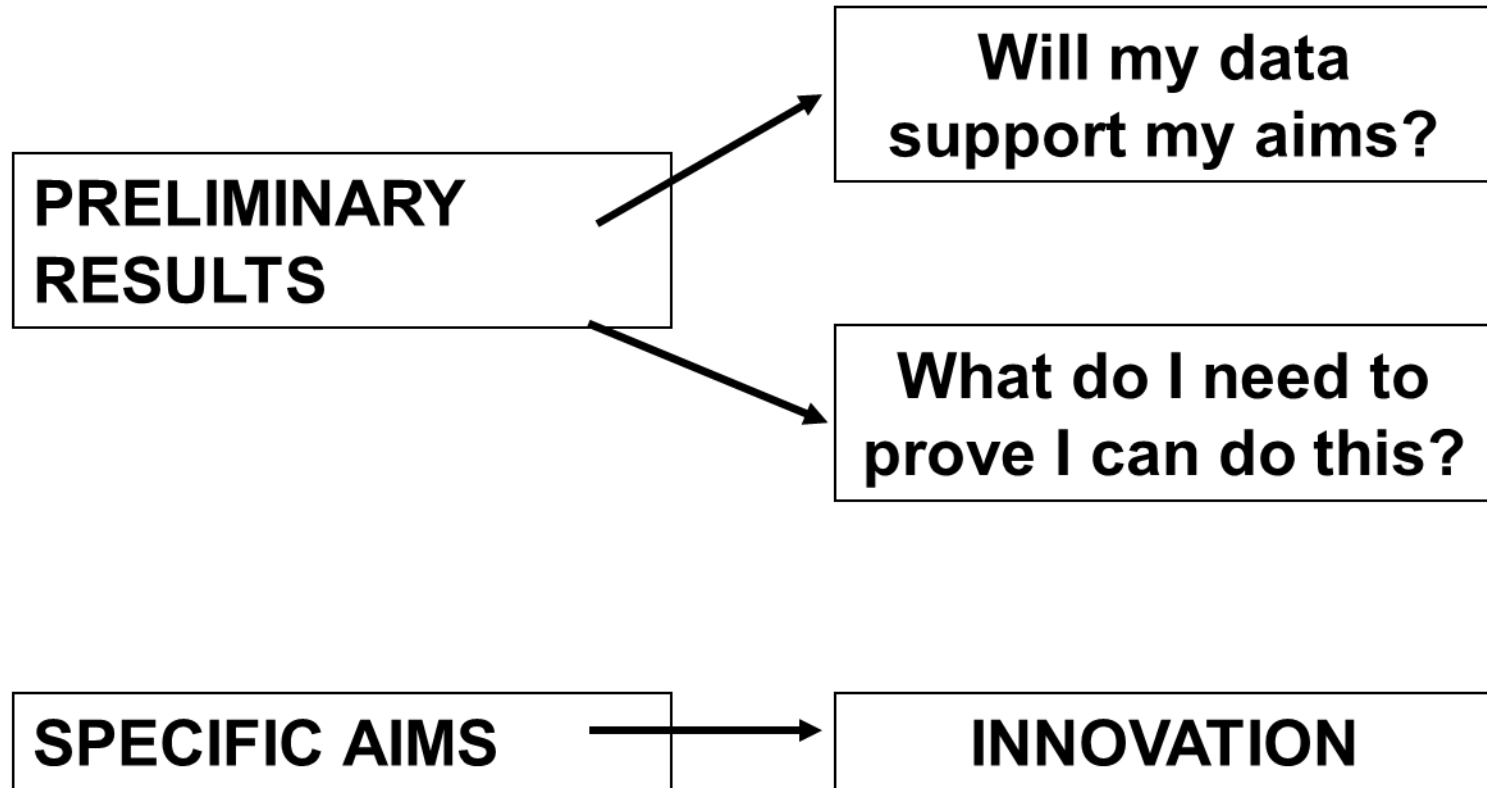 Will my data
support my aims?
PRELIMINARY
RESULTS
What do I need to
prove I can do this?
SPECIFIC AIMS
INNOVATION